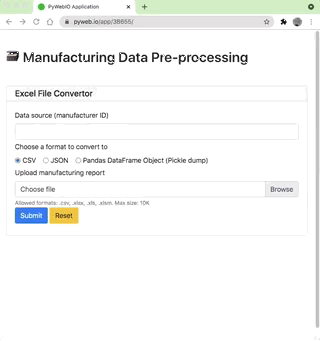 PyWebIO Application
pyweb.io/app/38655/
Manufacturing Data Pre-processing
Excel File Convertor
Data source (manufacturer ID)
Choose a format to convert to
CSV JSON Pandas DataFrame Object (Pickle dump)
Upload manufacturing report
Choose file Browse
Allowed formats: .csv, .xlsx, .xls, .xlsm. Max size: 10K
Submit Reset